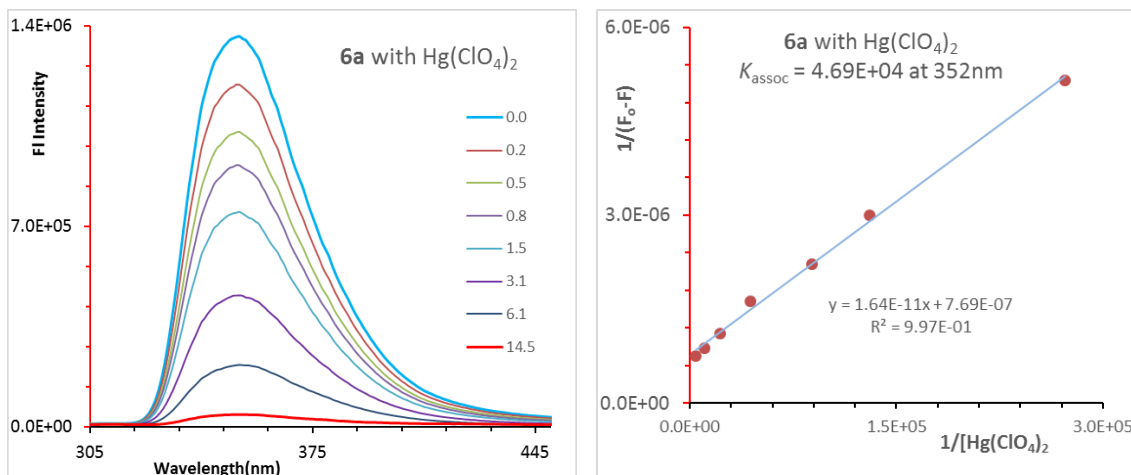 1.4E+06
6a with Hg(ClO4)2
0.0
0.2
0.5
0.8
1.5
3.1
6.1
14.5
FI Intensity
7.0E+05
0.0E+00
305
375
445
Wavelength(nm)
6.0E-06
6a with Hg(ClO4)2
Kassoc = 4.69E+04 at 352nm
1/(Fo-F)
3.0E-06
y = 1.64E-11x + 7.69E-07
R² = 9.97E-01
0.0E+00
0.0E+00
1.5E+05
3.0E+05
1/[Hg(ClO4)2